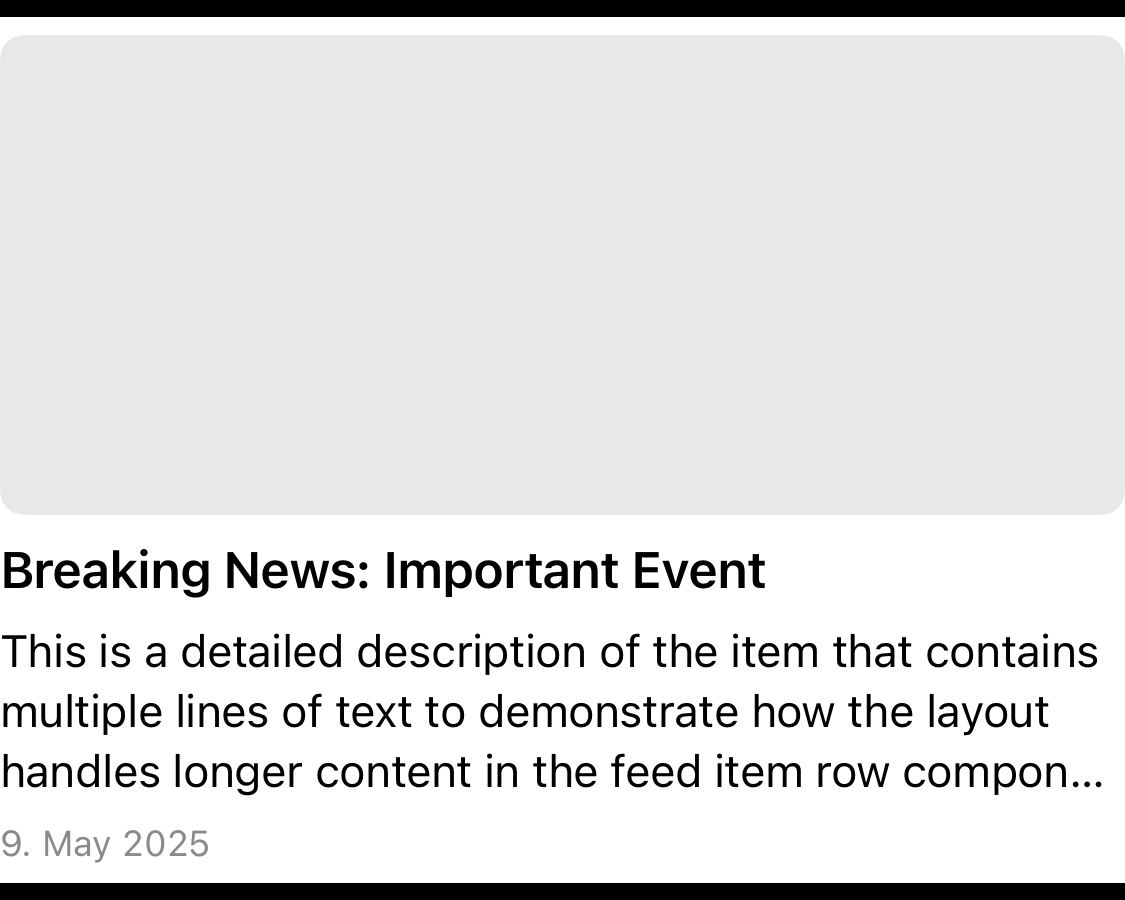 Breaking News: Important Event
This is a detailed description of the item that contains
multiple lines of text to demonstrate how the layout
handles longer content in the feed item row compon...
9. May 2025